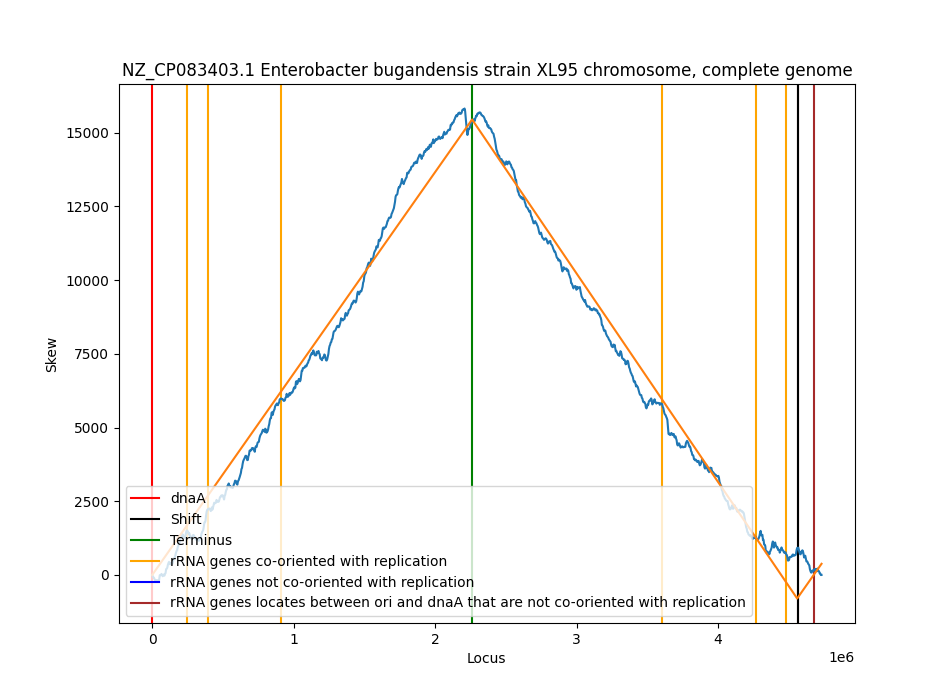 NZ_CP083403.1 Enterobacter bugandensis strain XL95 chromosome, complete genome
Skew
15000
12500
10000
7500
5000
2500
0
dnaA
Shift
Terminus
rRNA genes co-oriented with replication
rRNA genes not co-oriented with replication
rRNA genes locates between ori and dnaA that are not co-oriented with replication
0 1 2 3 4
1e6
Locus